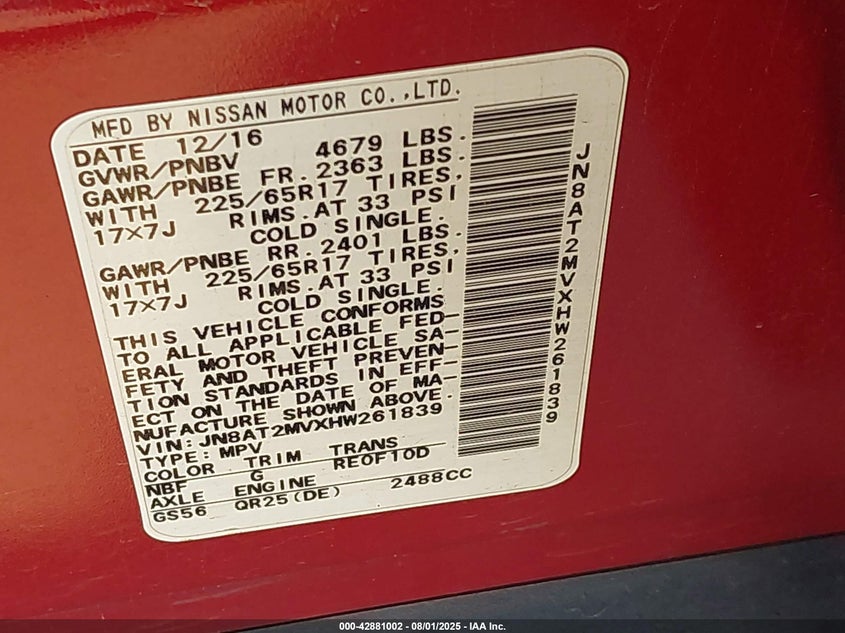 MFD BY NISSAN MOTOR CO.,LTD.
DATE 12/16
GVWR/PNBV 4679 LBS.
GAWR/PNBE FR. 2363 LBS.
WITH 225/65R17 TIRES,
17×7J RIMS.AT 33 PSI
COLD SINGLE.
GAWR/PNBE RR. 2401 LBS.
WITH 225/65R17 TIRES,
17×7J RIMS.AT 33 PSI
COLD SINGLE.
THIS VEHICLE CONFORMS
TO ALL APPLICABLE FED-
ERAL MOTOR VEHICLE SA-
FETY AND THEFT PREVEN-
TION STANDARDS IN EFF-
ECT ON THE DATE OF MA-
NUFACTURE SHOWN ABOVE.
VIN:JN8AT2MVXHW261839
TYPE:MPV
COLOR TRIM TRANS
NBF G RE0F10D
AXLE ENGINE
GS56 QR25(DE) 2488CC
JN8AT2MVXHW261839
000-42881002 - 08/01/2025 - IAA Inc.